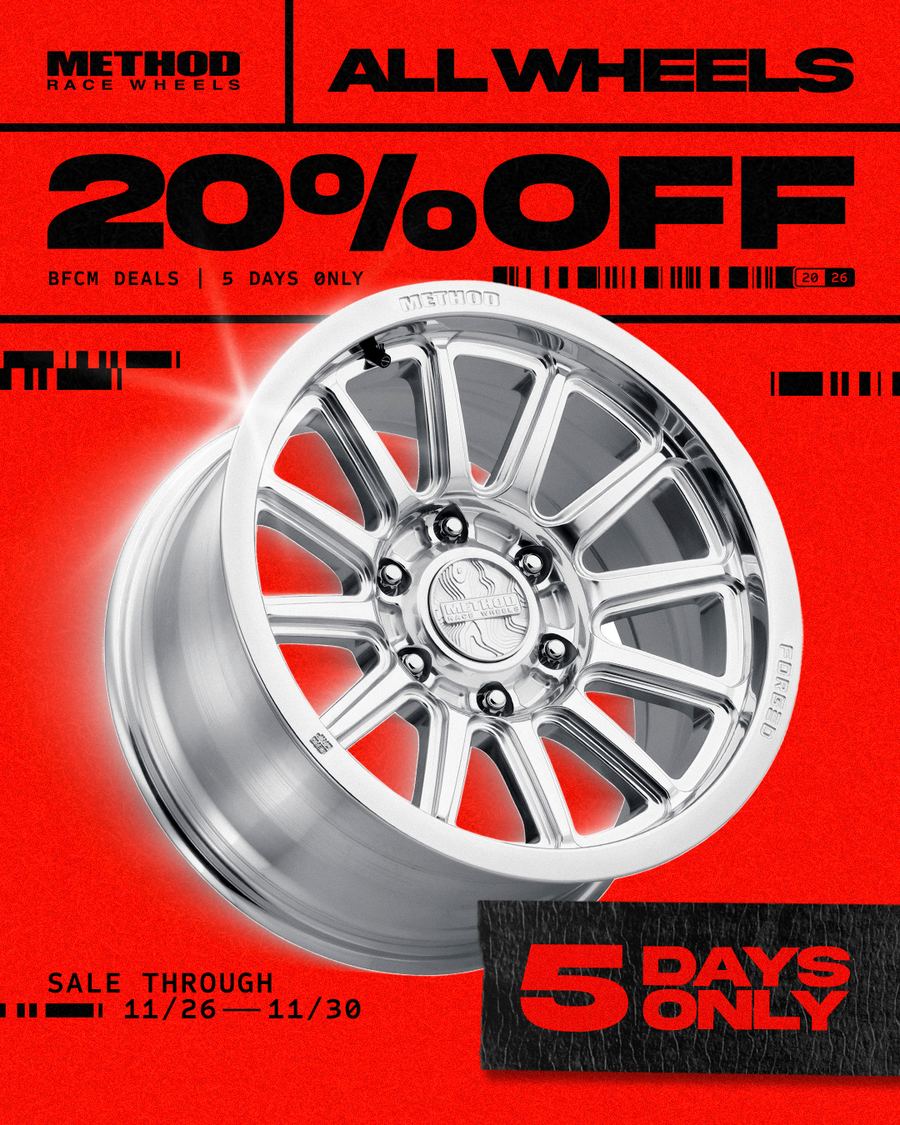 METHOD
RACE WHEELS
ALL WHEELS
20% OFF
BFCM DEALS | 5 DAYS 0NLY
20 26
METHOD
METHOD
RACE WHEELS
FORGED
SALE THROUGH
11/26—11/30
5 DAYS
ONLY